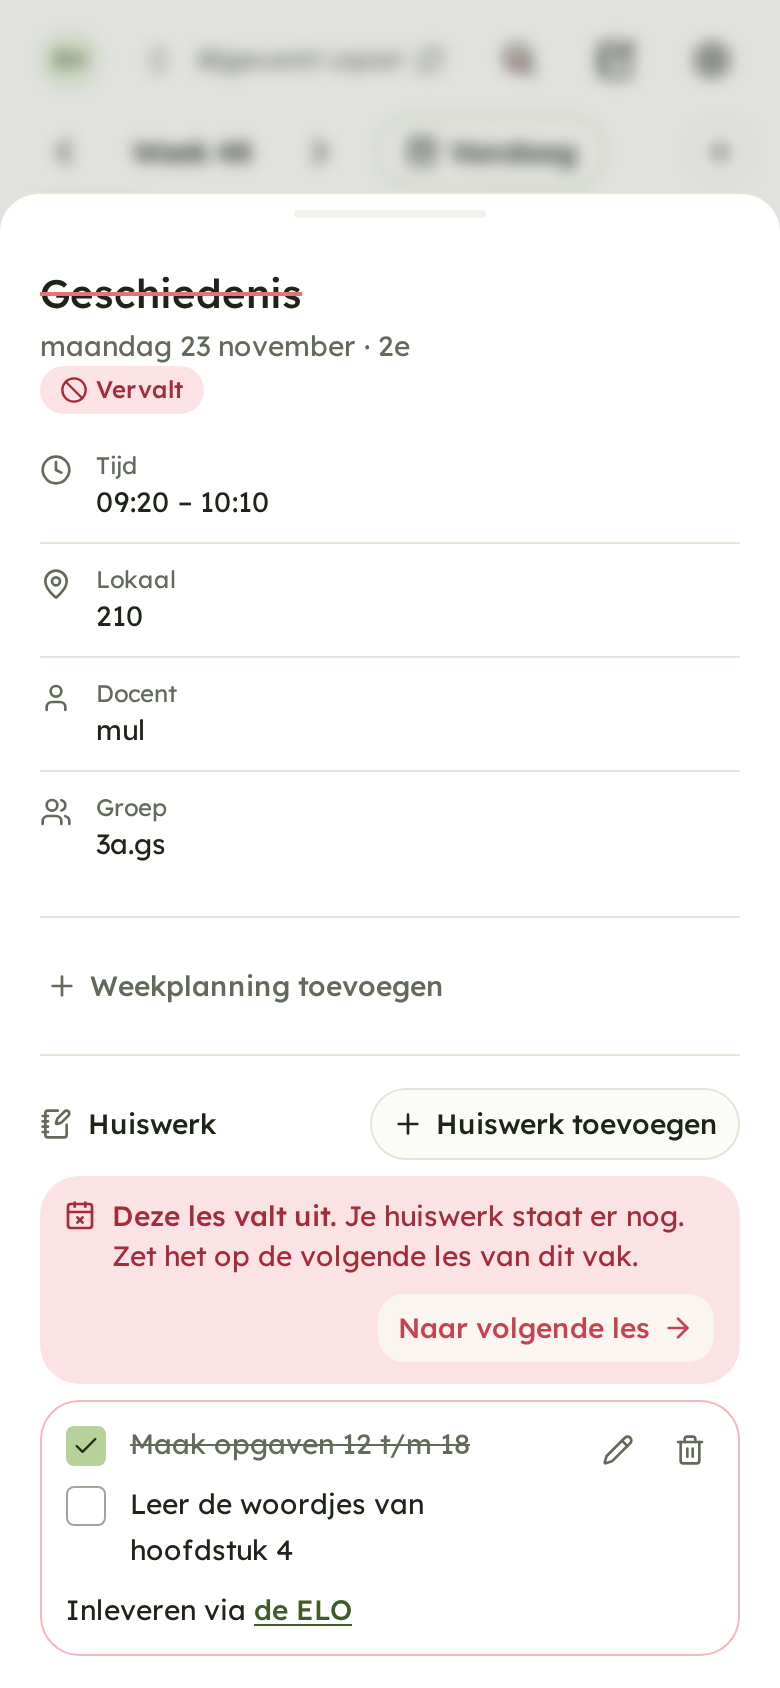 Week 48
Vandaag
Geschiedenis
maandag 23 november · 2e
Vervalt
Tijd
09:20 – 10:10
Lokaal
210
Docent
mul
Groep
3a.gs
Weekplanning toevoegen
Huiswerk
Huiswerk toevoegen
Deze les valt uit. Je huiswerk staat er nog.
Zet het op de volgende les van dit vak.
Naar volgende les
Maak opgaven 12 t/m 18
Leer de woordjes van
hoofdstuk 4
Inleveren via de ELO